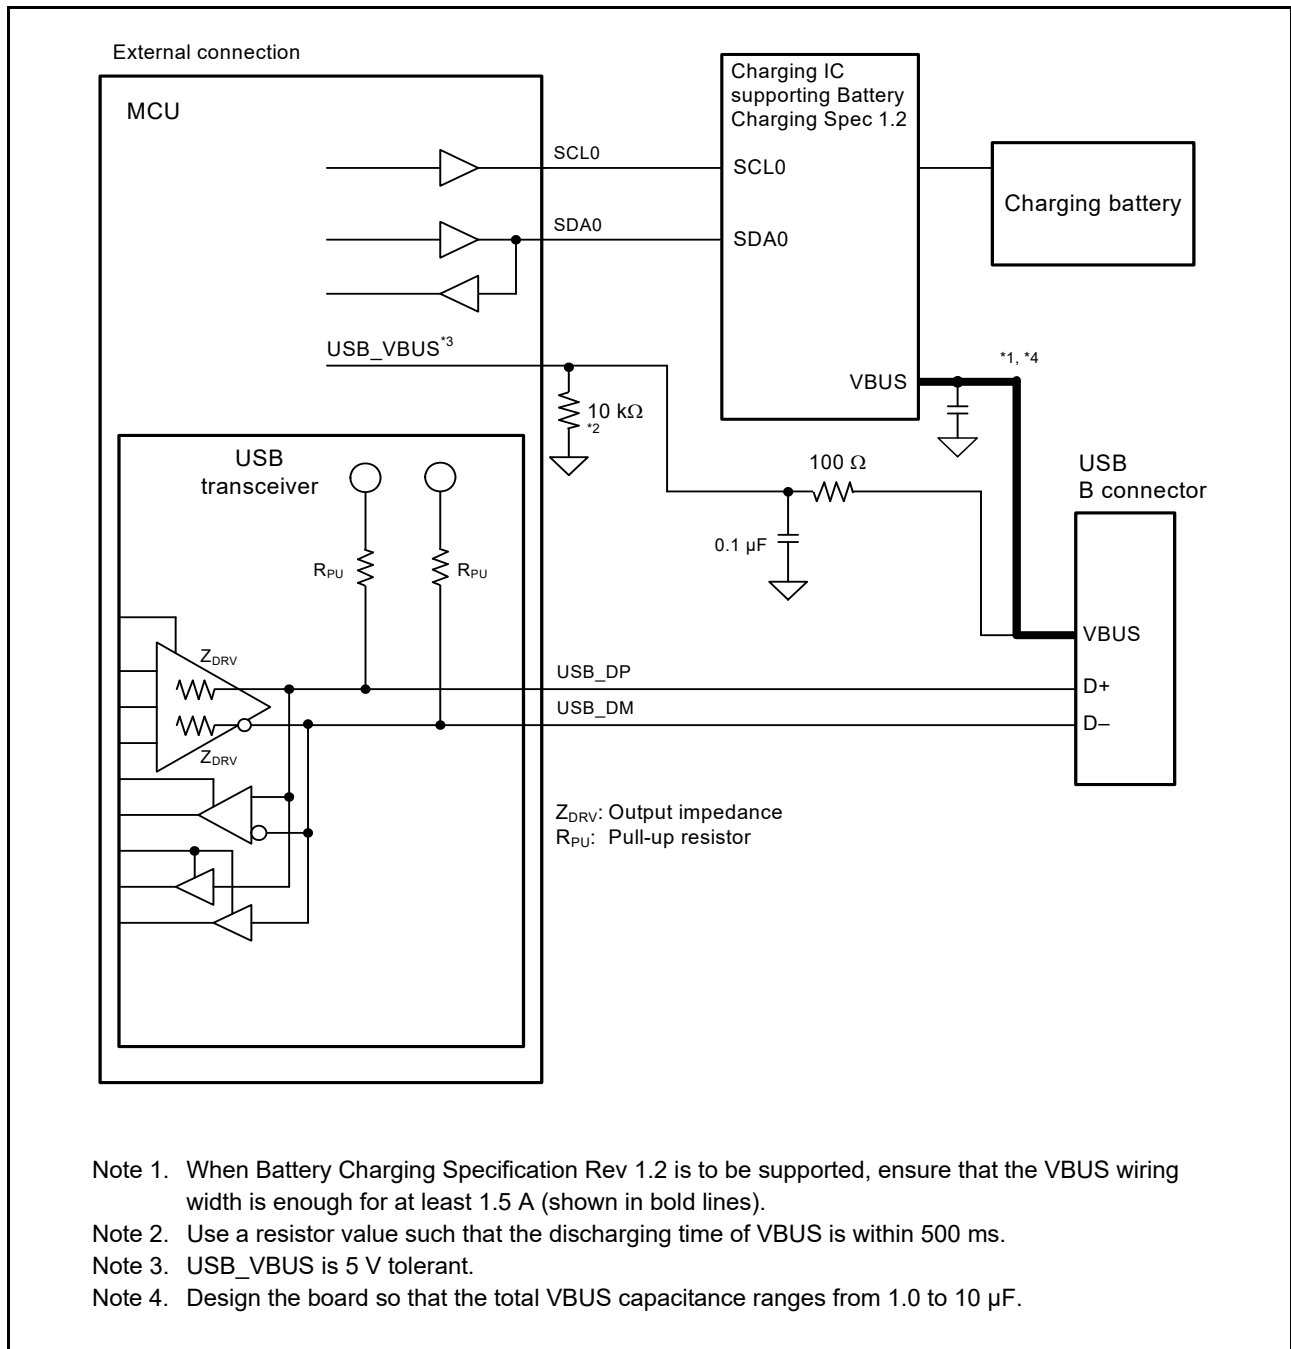 External connection
MCU
Charging IC
supporting Battery
Charging Spec 1.2
SCL0
SCL0
Charging battery
SDA0
SDA0
USB_VBUS*3
*1, *4
VBUS
10 kΩ
*2
USB
transceiver
100 Ω
USB
B connector
0.1 µF
RPU
RPU
VBUS
ZDRV
USB_DP
D+
USB_DM
D–
ZDRV
ZDRV: Output impedance
RPU: Pull-up resistor
Note 1. When Battery Charging Specification Rev 1.2 is to be supported, ensure that the VBUS wiring
width is enough for at least 1.5 A (shown in bold lines).
Note 2. Use a resistor value such that the discharging time of VBUS is within 500 ms.
Note 3. USB_VBUS is 5 V tolerant.
Note 4. Design the board so that the total VBUS capacitance ranges from 1.0 to 10 µF.